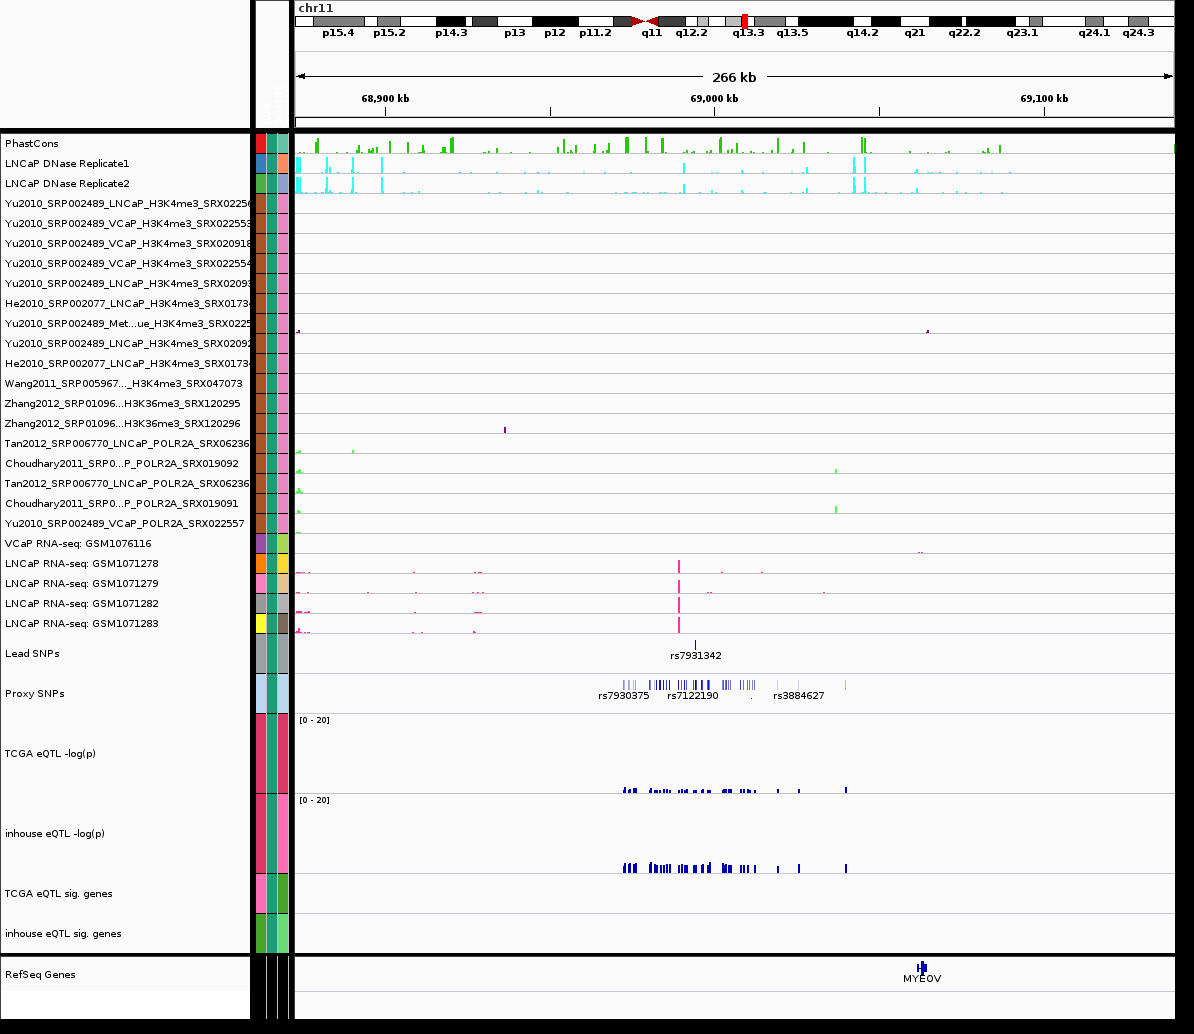 chr11
p15.4 p15.2 p14.3 p13 p12 p11.2 q11 q12.2 q13.3 q13.5 q14.2 q21 q22.2 q23.1 q24.1 q24.3
266 kb
68,900 kb 69,000 kb 69,100 kb
PhastCons
LNCaP DNase Replicate1
LNCaP DNase Replicate2
Yu2010_SRP002489_LNCaP_H3K4me3_SRX0225
Yu2010_SRP002489_VCaP_H3K4me3_SRX022553
Yu2010_SRP002489_VCaP_H3K4me3_SRX020918
Yu2010_SRP002489_VCaP_H3K4me3_SRX022554
Yu2010_SRP002489_LNCaP_H3K4me3_SRX0209
He2010_SRP002077_LNCaP_H3K4me3_SRX0173
Yu2010_SRP002489_Met...ue_H3K4me3_SRX0225
Yu2010_SRP002489_LNCaP_H3K4me3_SRX0209
He2010_SRP002077_LNCaP_H3K4me3_SRX0173
Wang2011_SRP005967..._H3K4me3_SRX047073
Zhang2012_SRP01096...H3K36me3_SRX120295
Zhang2012_SRP01096...H3K36me3_SRX120296
Tan2012_SRP006770_LNCaP_POLR2A_SRX06236
Choudhary2011_SRP0...P_POLR2A_SRX019092
Tan2012_SRP006770_LNCaP_POLR2A_SRX06236
Choudhary2011_SRP0...P_POLR2A_SRX019091
Yu2010_SRP002489_VCaP_POLR2A_SRX022557
VCaP RNA-seq: GSM1076116
LNCaP RNA-seq: GSM1071278
LNCaP RNA-seq: GSM1071279
LNCaP RNA-seq: GSM1071282
LNCaP RNA-seq: GSM1071283
Lead SNPs
rs7931342
Proxy SNPs
rs7930375 rs7122190 . rs3884627
[0 - 20]
TCGA eQTL -log(p)
[0 - 20]
inhouse eQTL -log(p)
TCGA eQTL sig. genes
inhouse eQTL sig. genes
RefSeq Genes
MYEOV